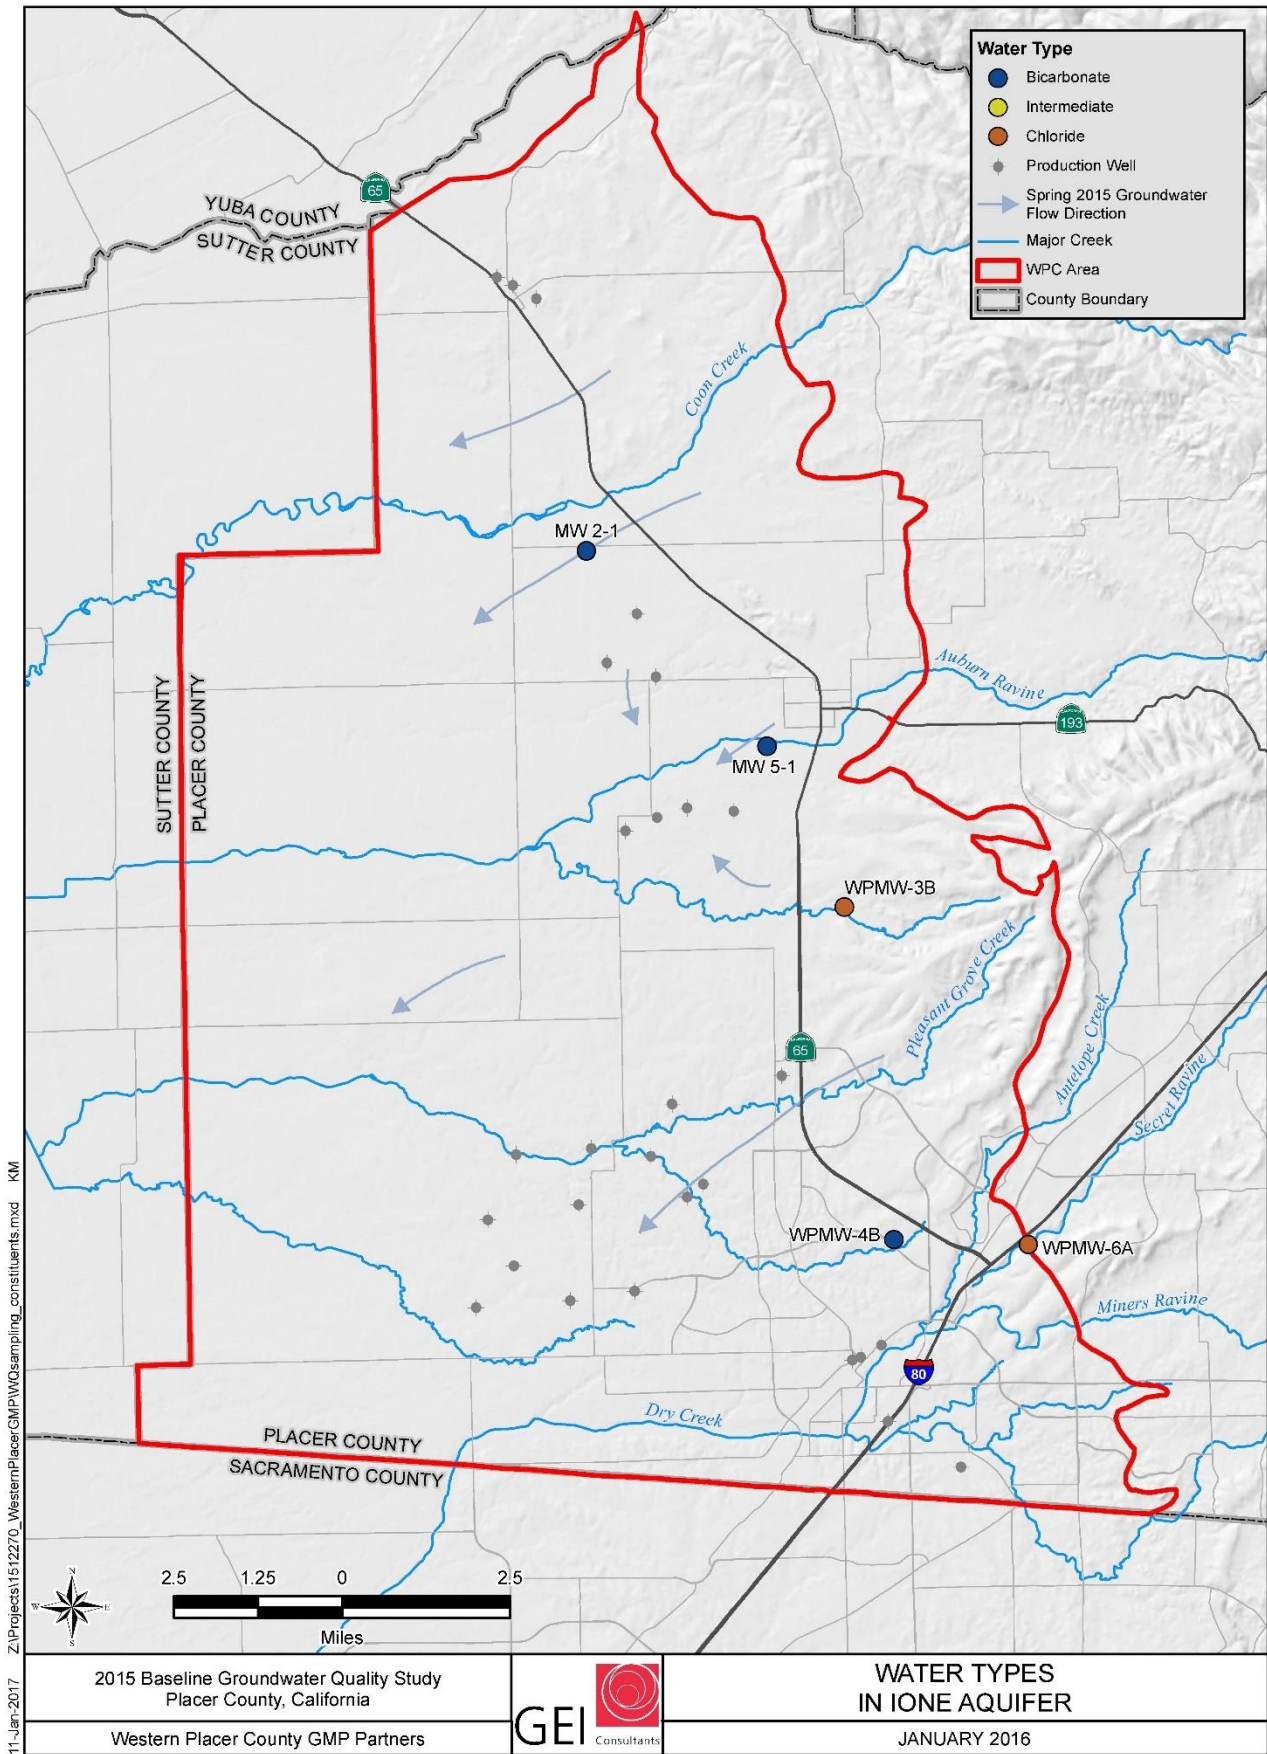 Water Type
Bicarbonate
Intermediate
Chloride
Production Well
Spring 2015 Groundwater
Flow Direction
Major Creek
WPC Area
County Boundary
CALIFORNIA
65
YUBA COUNTY
SUTTER COUNTY
Coon Creek
MW 2-1
Auburn Ravine
CALIFORNIA
193
SUTTER COUNTY
PLACER COUNTY
MW 5-1
WPMW-3B
Pleasant Grove Creek
CALIFORNIA
65
Antelope Creek
Secret Ravine
WPMW-4B
WPMW-6A
Miners Ravine
80
Dry Creek
PLACER COUNTY
SACRAMENTO COUNTY
N
W
E
S
2.5 1.25 0 2.5
Miles
11-Jan-2017 Z:\Projects\1512270_WesternPlacerGMP\WQsampling_constituents.mxd KM
2015 Baseline Groundwater Quality Study
Placer County, California
Western Placer County GMP Partners
GEI
Consultants
WATER TYPES
IN IONE AQUIFER
JANUARY 2016